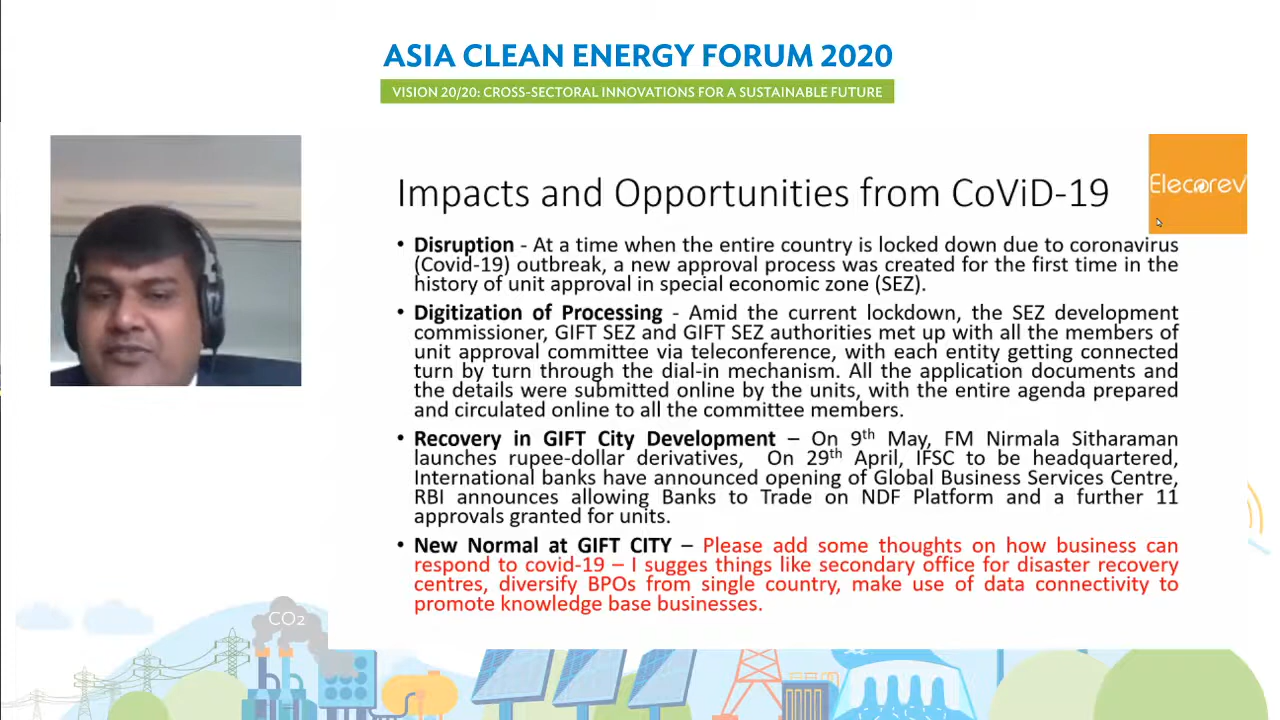 ASIA CLEAN ENERGY FORUM 2020
VISION 20/20: CROSS-SECTORAL INNOVATIONS FOR A SUSTAINABLE FUTURE
Elecorev
Impacts and Opportunities from CoViD-19
• Disruption - At a time when the entire country is locked down due to coronavirus
(Covid-19) outbreak, a new approval process was created for the first time in the
history of unit approval in special economic zone (SEZ).
• Digitization of Processing - Amid the current lockdown, the SEZ development
commissioner, GIFT SEZ and GIFT SEZ authorities met up with all the members of
unit approval committee via teleconference, with each entity getting connected
turn by turn through the dial-in mechanism. All the application documents and
the details were submitted online by the units, with the entire agenda prepared
and circulated online to all the committee members.
• Recovery in GIFT City Development – On 9th May, FM Nirmala Sitharaman
launches rupee-dollar derivatives, On 29th April, IFSC to be headquartered,
International banks have announced opening of Global Business Services Centre,
RBI announces allowing Banks to Trade on NDF Platform and a further 11
approvals granted for units.
• New Normal at GIFT CITY – Please add some thoughts on how business can
respond to covid-19 – I sugges things like secondary office for disaster recovery
centres, diversify BPOs from single country, make use of data connectivity to
promote knowledge base businesses.
CO2